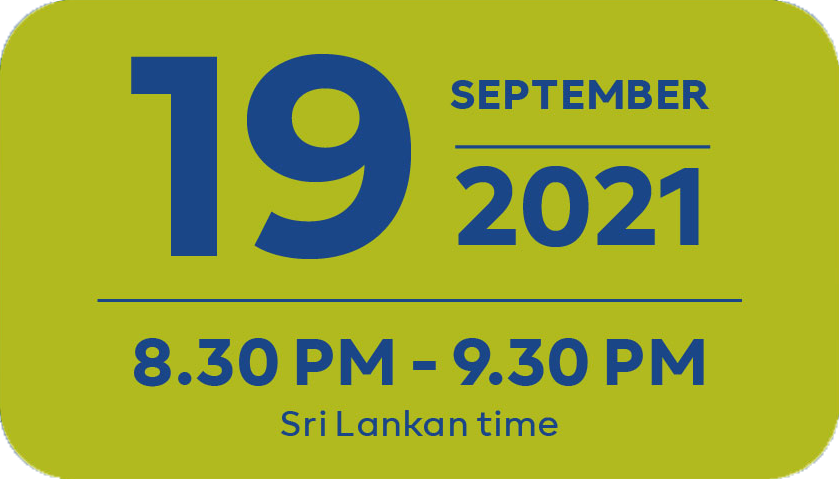 19
SEPTEMBER
2021
8.30 PM - 9.30 PM
Sri Lankan time